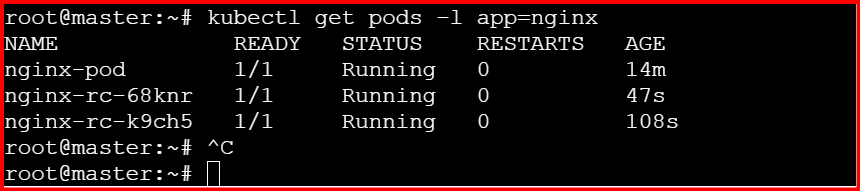 root@master:~# kubectl get pods -l app=nginx
NAME READY STATUS RESTARTS AGE
nginx-pod 1/1 Running 0 14m
nginx-rc-68knr 1/1 Running 0 47s
nginx-rc-k9ch5 1/1 Running 0 108s
root@master:~# ^C
root@master:~#